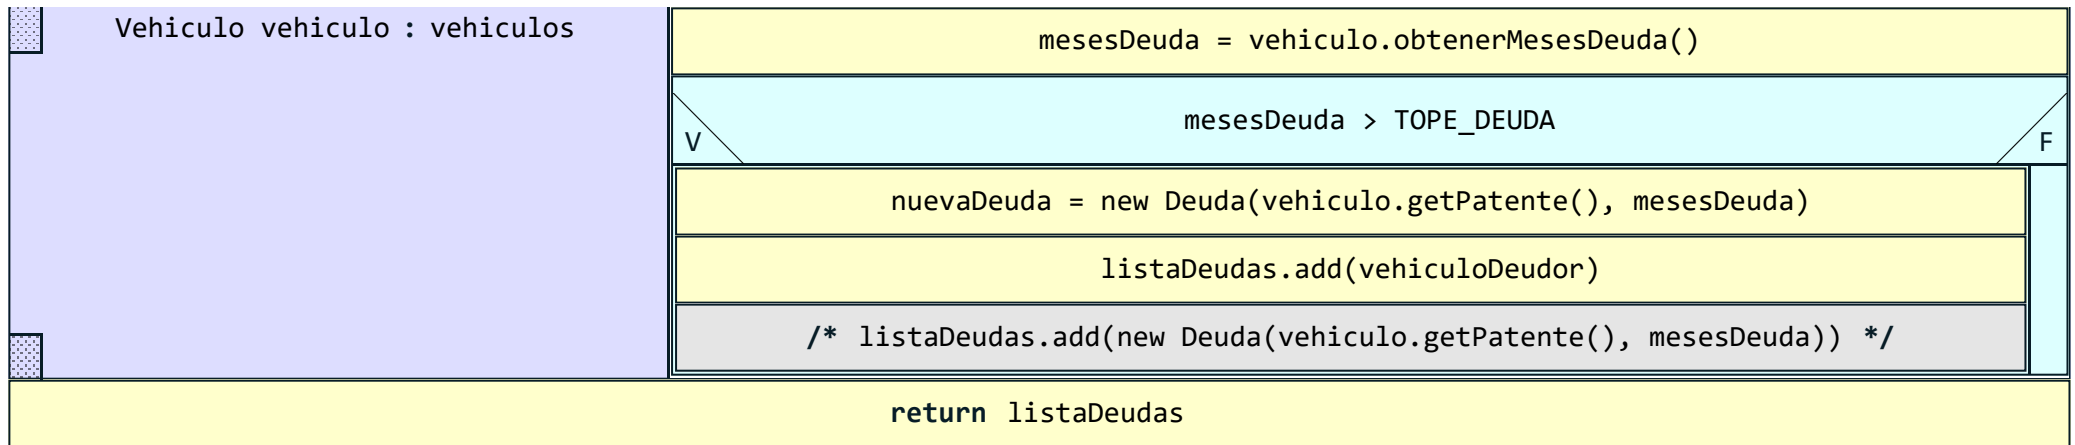 Vehiculo vehiculo : vehiculos
mesesDeuda = vehiculo.obtenerMesesDeuda()
mesesDeuda > TOPE_DEUDA
V
F
nuevaDeuda = new Deuda(vehiculo.getPatente(), mesesDeuda)
listaDeudas.add(vehiculoDeudor)
/* listaDeudas.add(new Deuda(vehiculo.getPatente(), mesesDeuda)) */
return listaDeudas